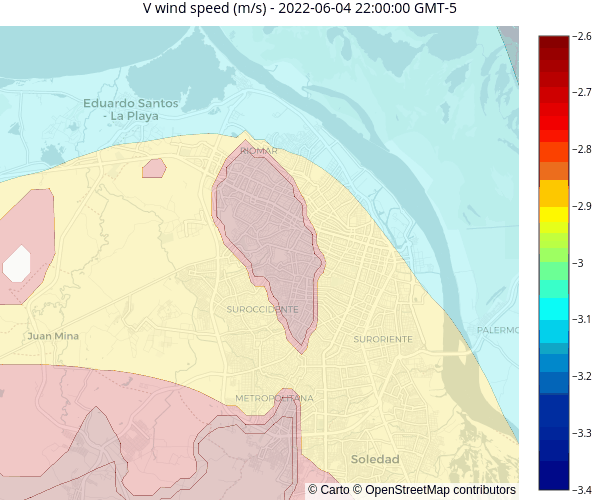 V wind speed (m/s) - 2022-06-04 22:00:00 GMT-5
Eduardo Santos
- La Playa
RIOMAR
SUROCCIDENTE
Juan Mina
SURORIENTE
PALERMO
METROPOLITANA
Soledad
© Carto © OpenStreetMap contributors
−2.6
−2.7
−2.8
−2.9
−3
−3.1
−3.2
−3.3
−3.4